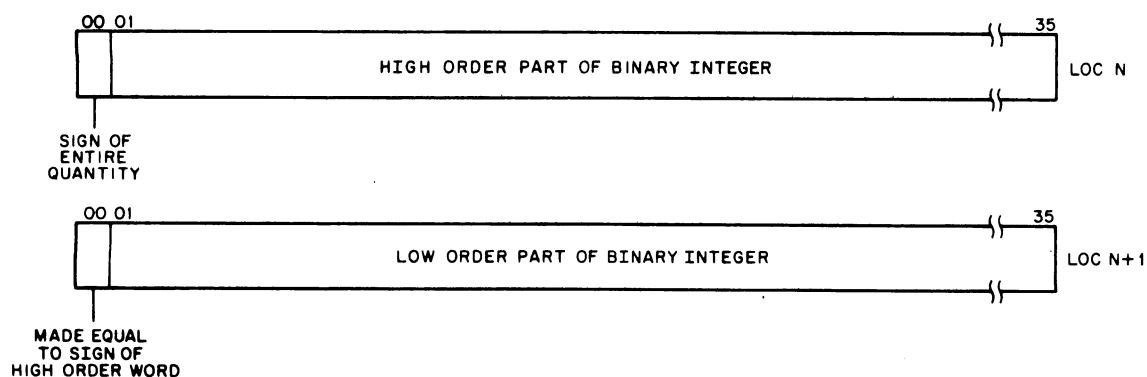 00 01 35
HIGH ORDER PART OF BINARY INTEGER LOC N
SIGN OF
ENTIRE
QUANTITY
00 01 35
LOW ORDER PART OF BINARY INTEGER LOC N+1
MADE EQUAL
TO SIGN OF
HIGH ORDER WORD